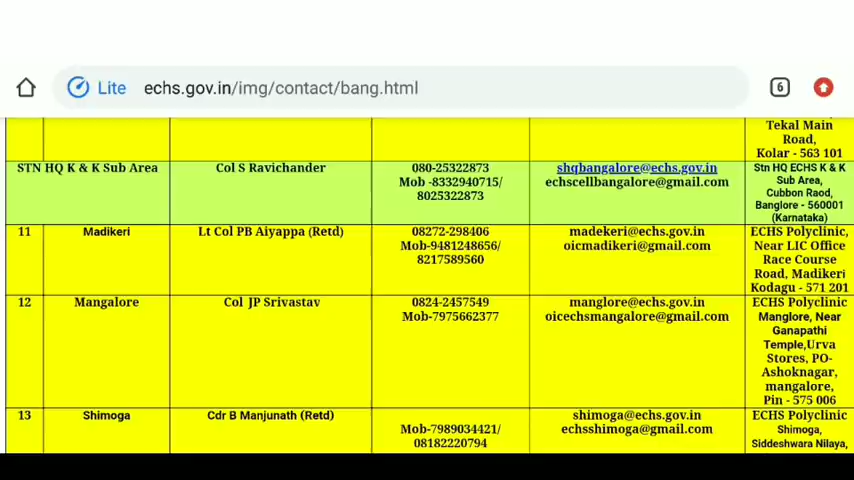 Lite echs.gov.in/img/contact/bang.html 6
Tekal Main
Road,
Kolar - 563 101
STN HQ K & K Sub Area
Col S Ravichander
080-25322873
Mob -8332940715/
8025322873
shqbangalore@echs.gov.in
echscellbangalore@gmail.com
Stn HQ ECHS K & K
Sub Area,
Cubbon Raod,
Banglore - 560001
(Karnataka)
11
Madikeri
Lt Col PB Aiyappa (Retd)
08272-298406
Mob-9481248656/
8217589560
madekeri@echs.gov.in
oicmadikeri@gmail.com
ECHS Polyclinic,
Near LIC Office
Race Course
Road, Madikeri
Kodagu - 571 201
12
Mangalore
Col JP Srivastav
0824-2457549
Mob-7975662377
manglore@echs.gov.in
oicechsmangalore@gmail.com
ECHS Polyclinic
Manglore, Near
Ganapathi
Temple,Urva
Stores, PO-
Ashoknagar,
mangalore,
Pin - 575 006
13
Shimoga
Cdr B Manjunath (Retd)
Mob-7989034421/
08182220794
shimoga@echs.gov.in
echsshimoga@gmail.com
ECHS Polyclinic
Shimoga,
Siddeshwara Nilaya,